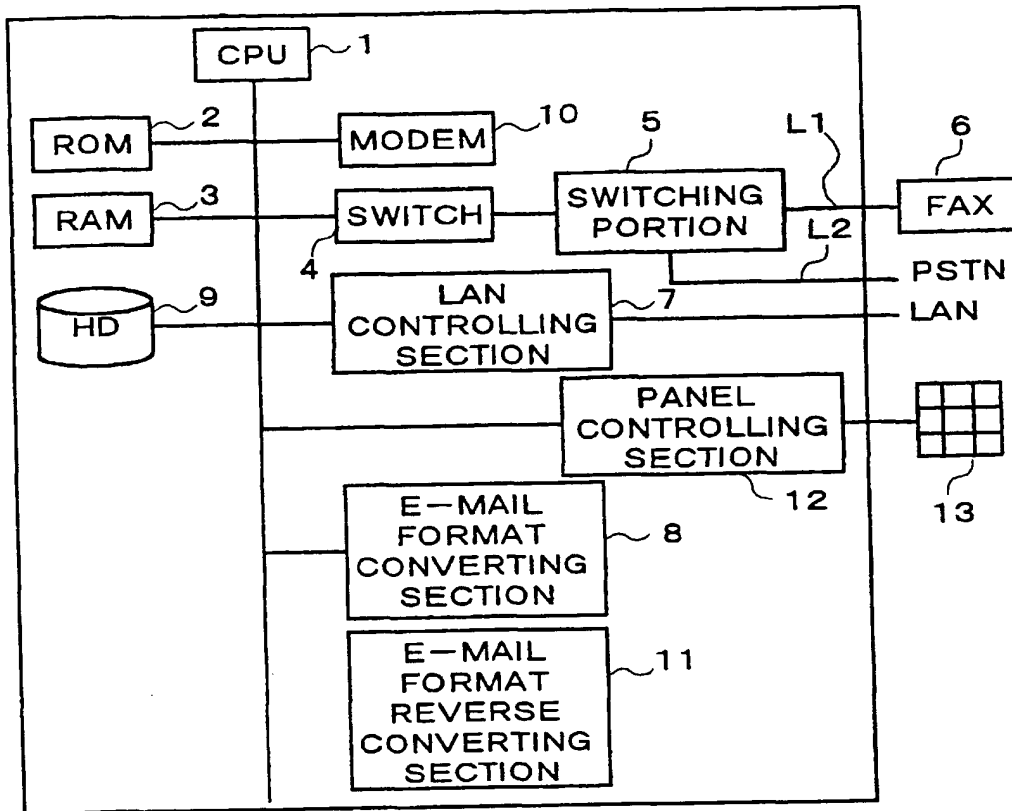 CPU
1
ROM
2
MODEM
10
5
L1
6
RAM
3
SWITCH
4
SWITCHING
PORTION
FAX
L2
PSTN
HD
9
LAN
CONTROLLING
SECTION
7
LAN
PANEL
CONTROLLING
SECTION
12
13
E-MAIL
FORMAT
CONVERTING
SECTION
8
E-MAIL
FORMAT
REVERSE
CONVERTING
SECTION
11